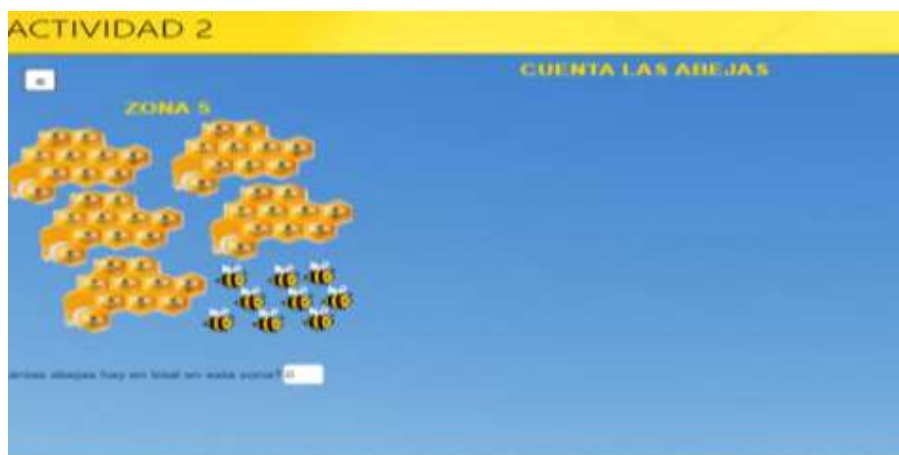 ACTIVIDAD 2
CUENTA LAS ABEJAS
ZONA 5
abejas hay en total en esta zona?